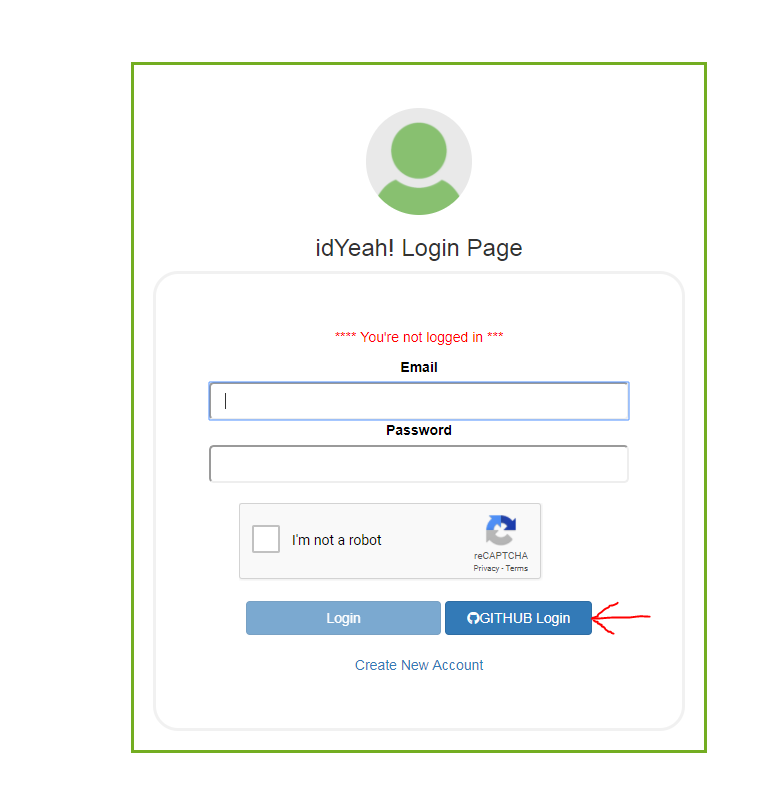 idYeah! Login Page
**** You're not logged in ***
Email
Password
I'm not a robot
reCAPTCHA
Privacy - Terms
Login
GITHUB Login
Create New Account